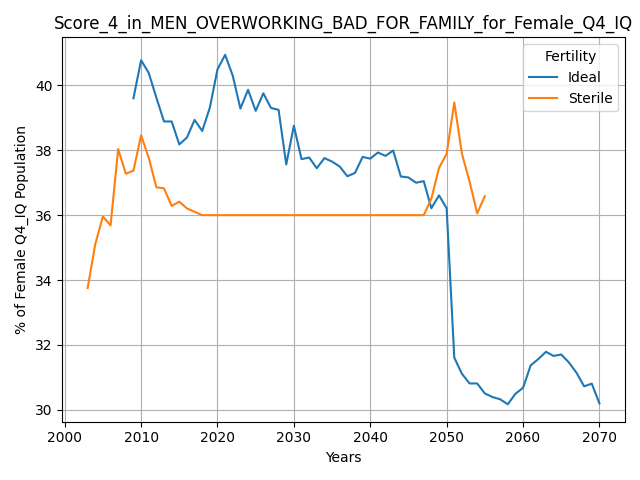 Score_4_in_MEN_OVERWORKING_BAD_FOR_FAMILY_for_Female_Q4_IQ
Fertility
Ideal
Sterile
% of Female Q4_IQ Population
40
38
36
34
32
30
2000
2010
2020
2030
2040
2050
2060
2070
Years